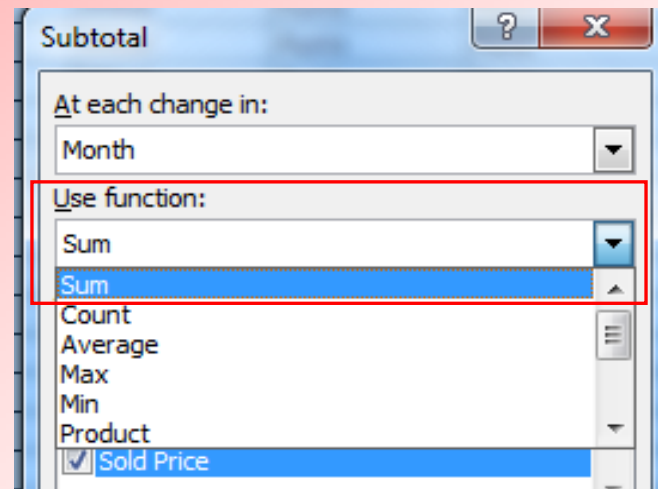 Subtotal
At each change in:
Month
Use function:
Sum
Sum
Count
Average
Max
Min
Product
Sold Price